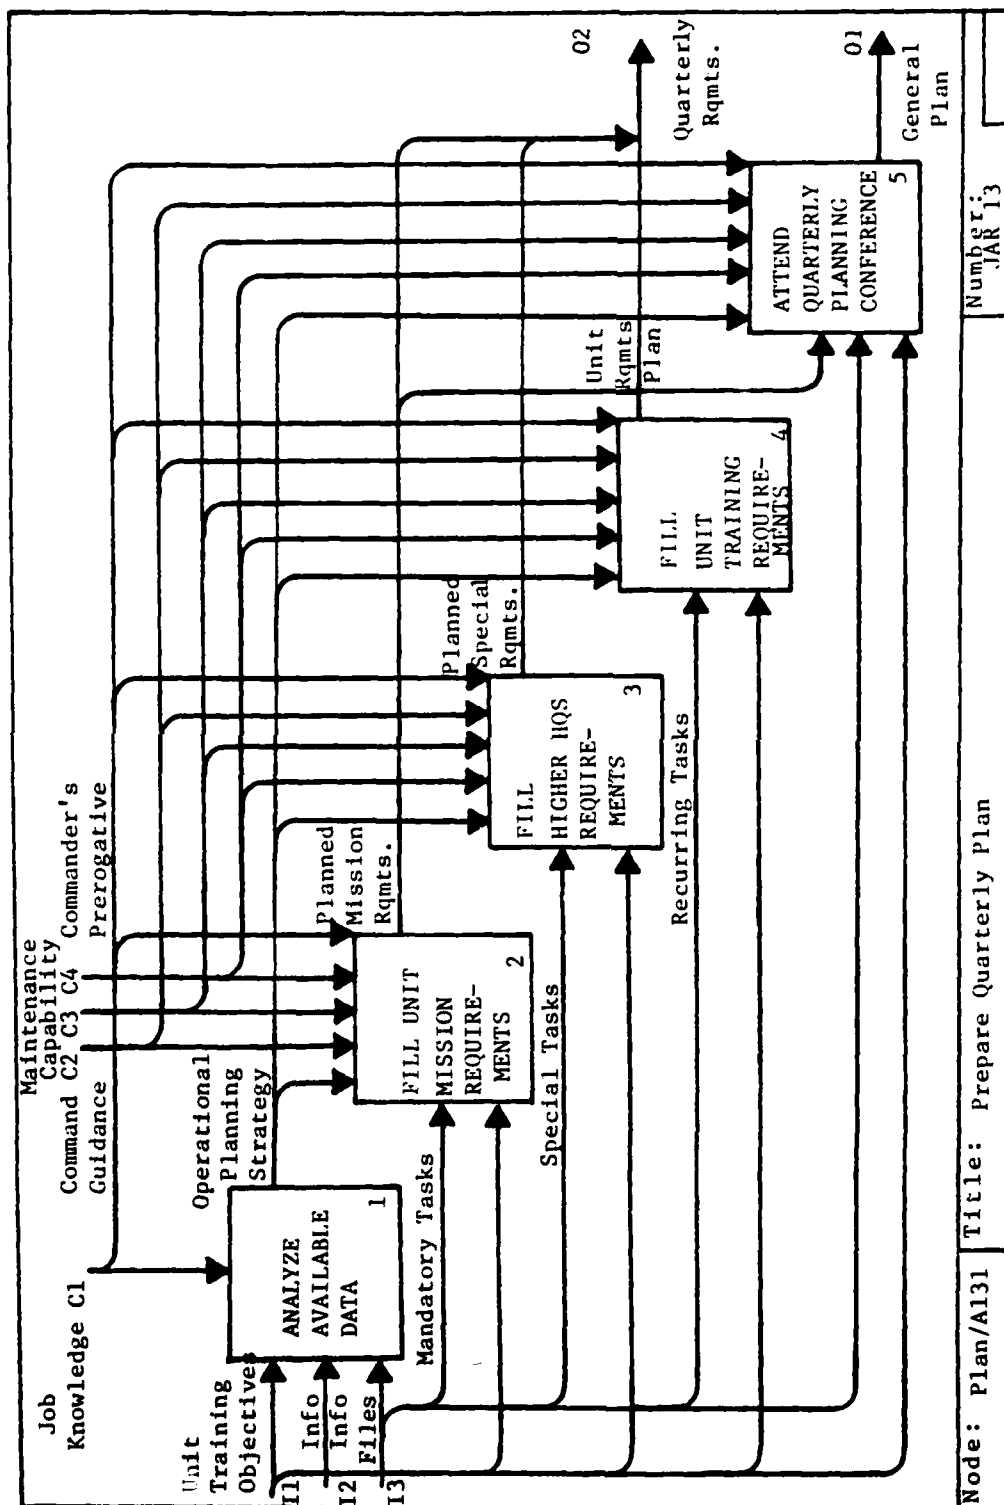 Job
Knowledge C1
Maintenance
Capability
Command C2 C3 C4 Commander's
Guidance
Prerogative
Unit
Training
Objectives
I1
Info
Info
I2
Files
I3
ANALYZE
AVAILABLE
DATA
1
Operational
Planning
Strategy
Mandatory Tasks
FILL UNIT
MISSION
REQUIRE-
MENTS
2
Planned
Mission
Rqmts.
Special Tasks
FILL
HIGHER HQS
REQUIRE-
MENTS
3
Planned
Special
Rqmts.
Recurring Tasks
FILL
UNIT
TRAINING
REQUIRE-
MENTS
4
Unit
Rqmts
Plan
ATTEND
QUARTERLY
PLANNING
CONFERENCE
5
O2
Quarterly
Rqmts.
O1
General
Plan
Node: Plan/A131
Title: Prepare Quarterly Plan
Number:
JAR 13